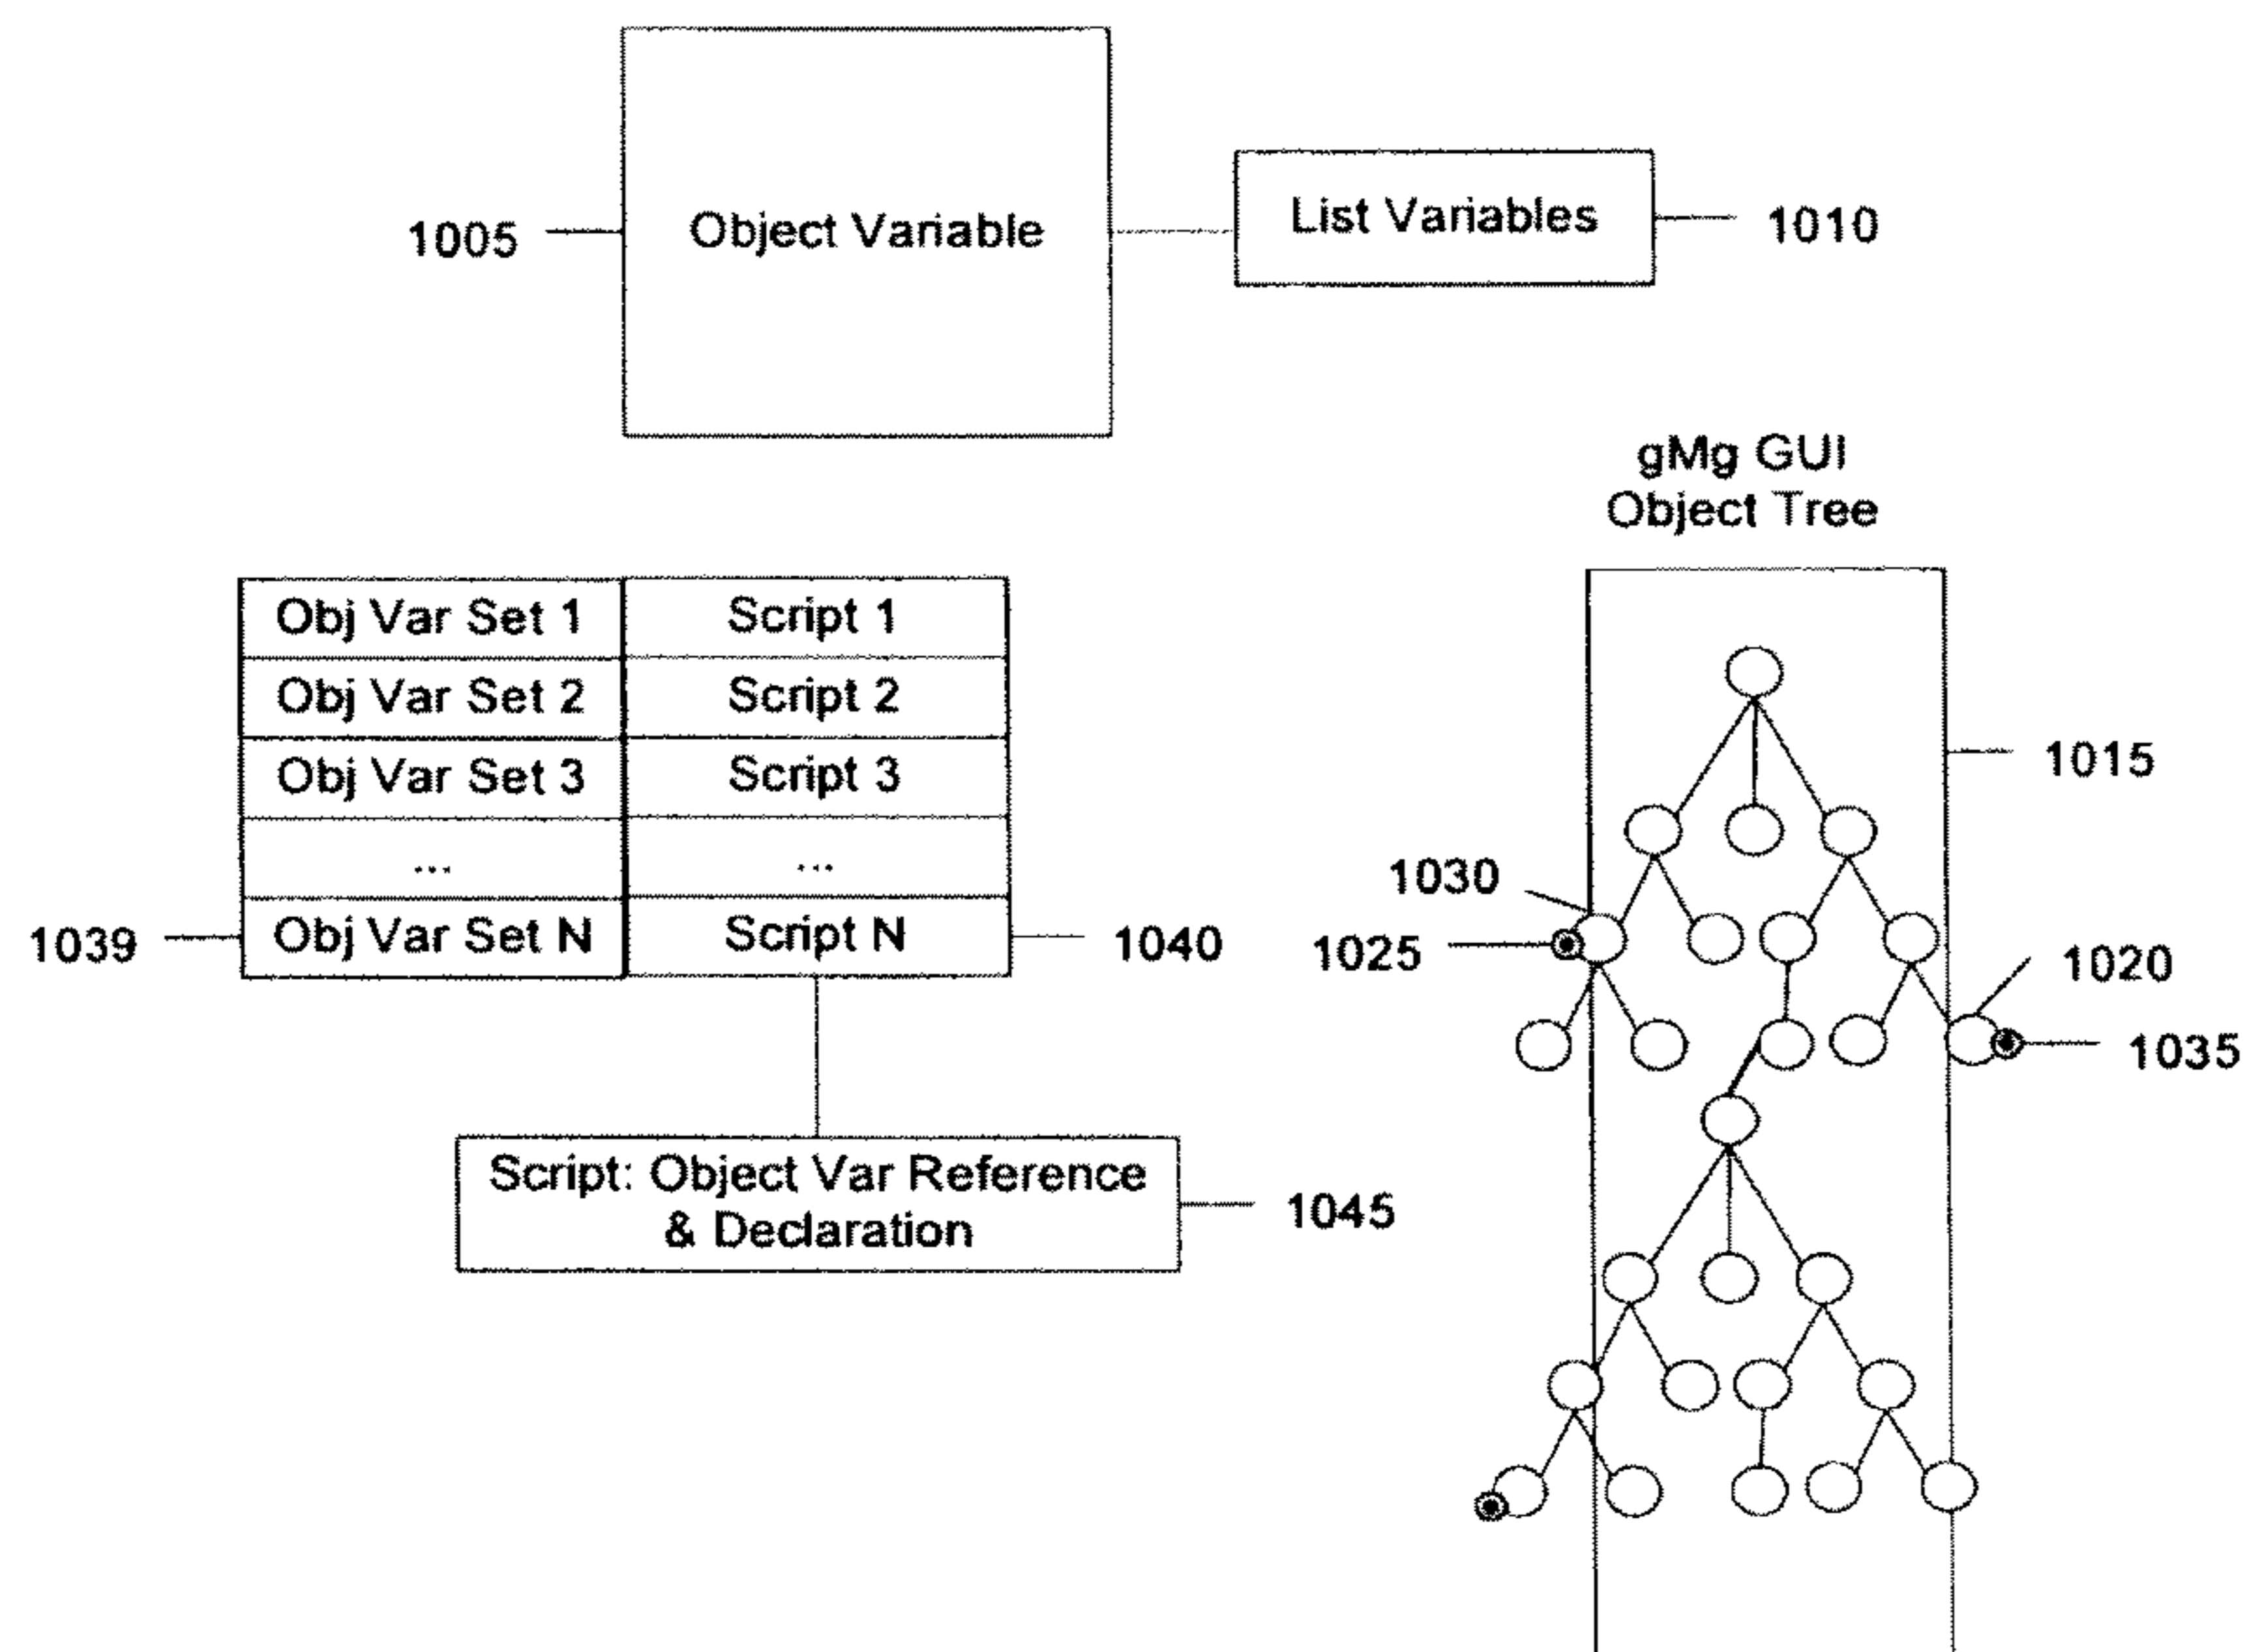 1005
Object Variable
List Variables
1010
gMg GUI
Object Tree
Obj Var Set 1
Script 1
Obj Var Set 2
Script 2
Obj Var Set 3
Script 3
...
...
1039
Obj Var Set N
Script N
1040
Script: Object Var Reference
& Declaration
1045
1015
1030
1025
1020
1035